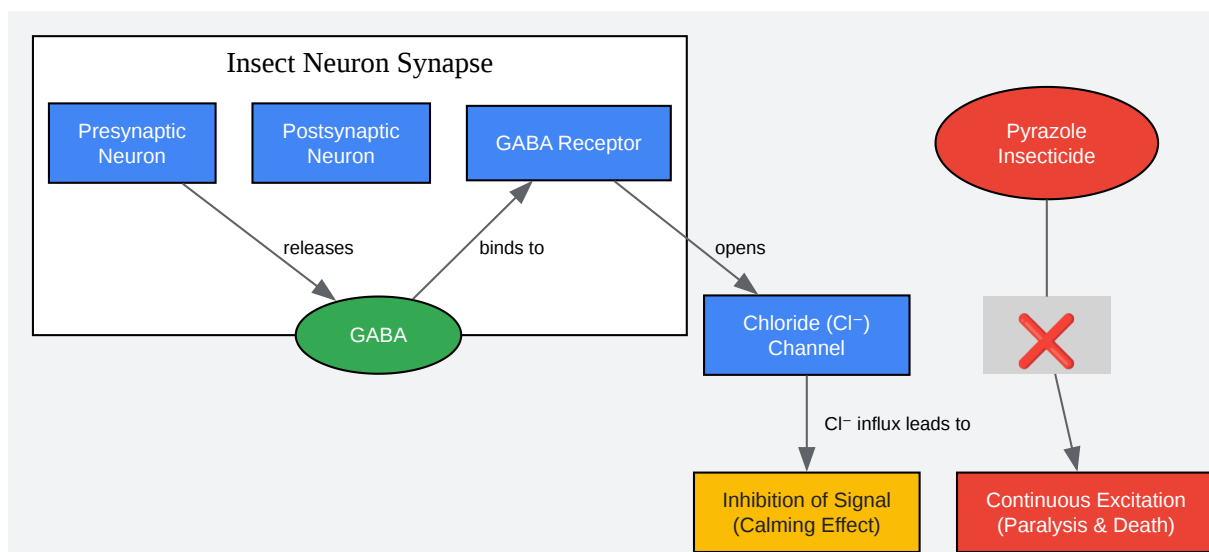 Insect Neuron Synapse
Presynaptic
Neuron
Postsynaptic
Neuron
GABA Receptor
Pyrazole
Insecticide
releases
binds to
opens
GABA
Chloride (Cl⁻)
Channel
Cl⁻ influx leads to
Inhibition of Signal
(Calming Effect)
Continuous Excitation
(Paralysis & Death)